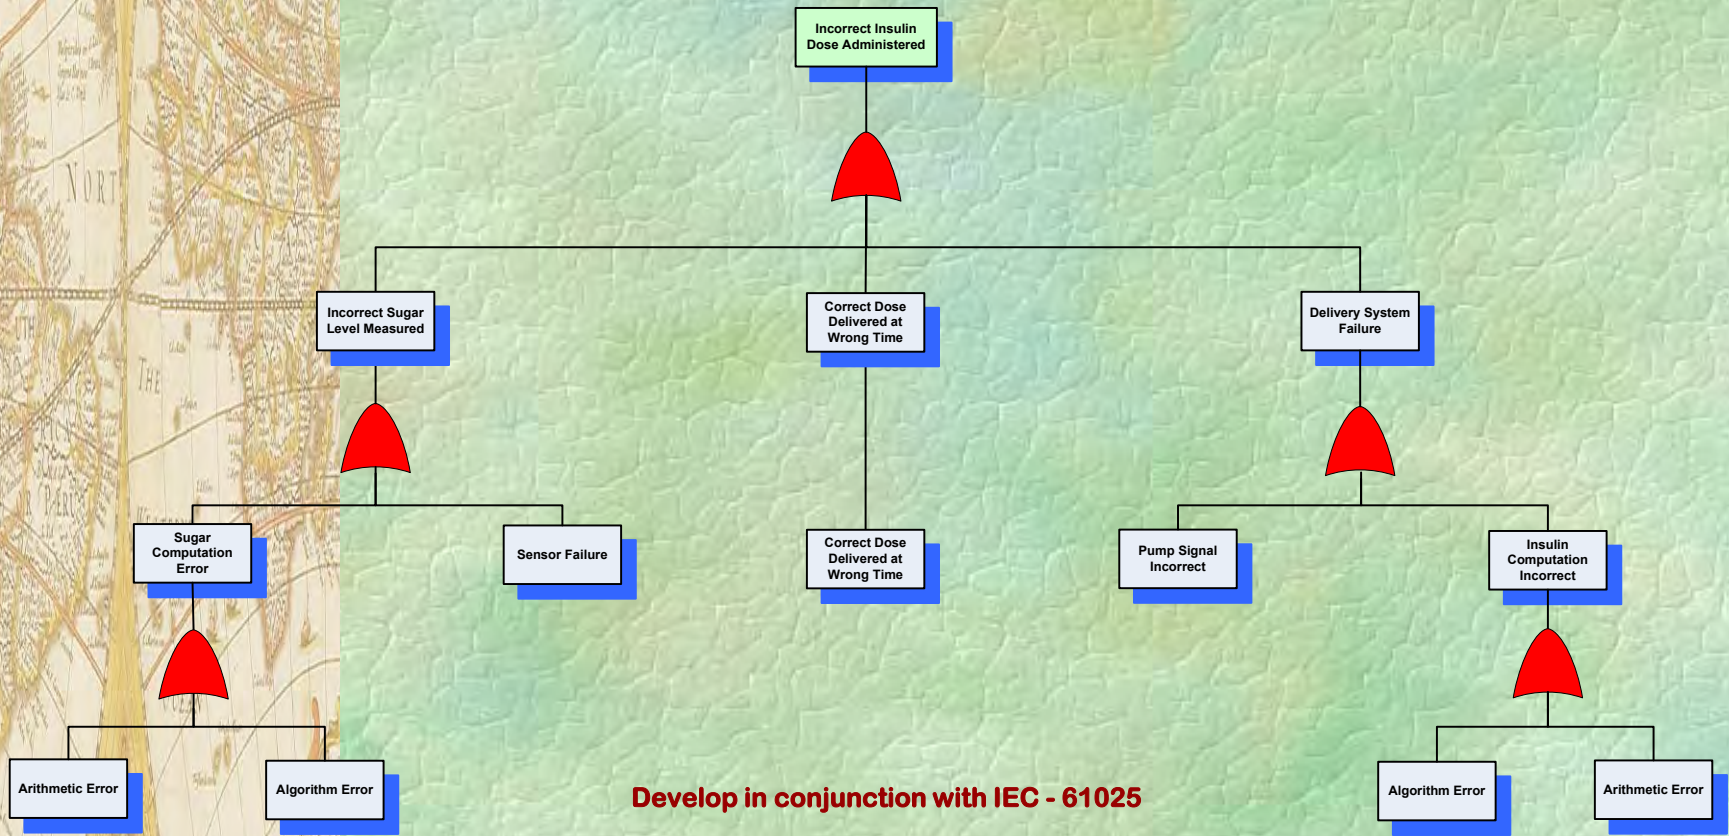 Incorrect Insulin
Dose Administered
Incorrect Sugar
Level Measured
Correct Dose
Delivered at
Wrong Time
Delivery System
Failure
Sugar
Computation
Error
Sensor Failure
Correct Dose
Delivered at
Wrong Time
Pump Signal
Incorrect
Insulin
Computation
Incorrect
Arithmetic Error
Algorithm Error
Algorithm Error
Arithmetic Error
Develop in conjunction with IEC - 61025
NORT
THE